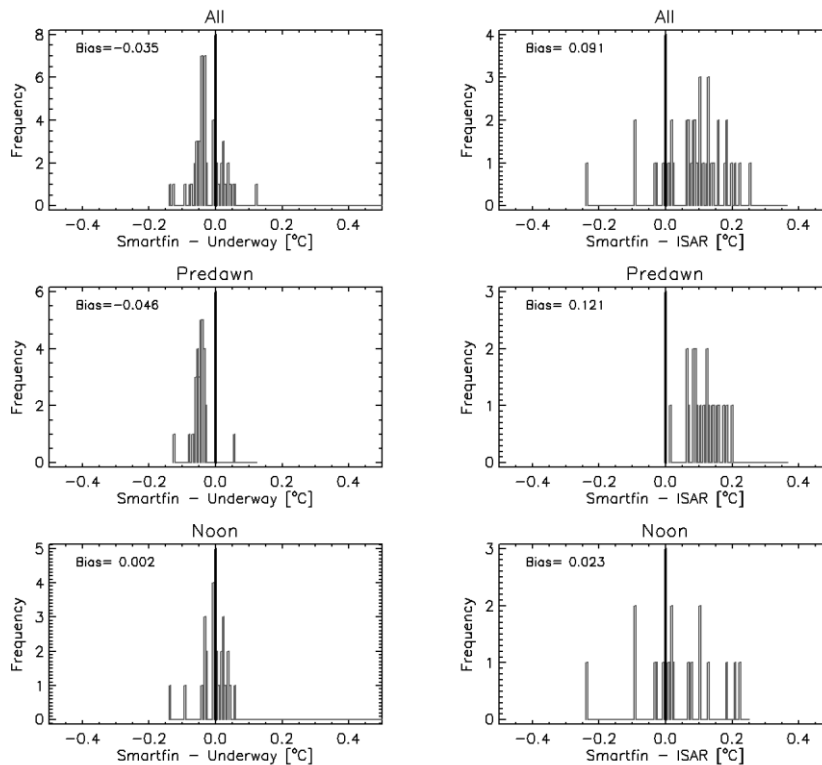 All
Bias=-0.035
Frequency
8
6
4
2
0
-0.4 -0.2 0.0 0.2 0.4
Smartfin - Underway [°C]
All
Bias= 0.091
Frequency
4
3
2
1
0
-0.4 -0.2 0.0 0.2 0.4
Smartfin - ISAR [°C]
Predawn
Bias=-0.046
Frequency
6
4
2
0
-0.4 -0.2 0.0 0.2 0.4
Smartfin - Underway [°C]
Predawn
Bias= 0.121
Frequency
3
2
1
0
-0.4 -0.2 0.0 0.2 0.4
Smartfin - ISAR [°C]
Noon
Bias= 0.002
Frequency
5
4
3
2
1
0
-0.4 -0.2 0.0 0.2 0.4
Smartfin - Underway [°C]
Noon
Bias= 0.023
Frequency
3
2
1
0
-0.4 -0.2 0.0 0.2 0.4
Smartfin - ISAR [°C]